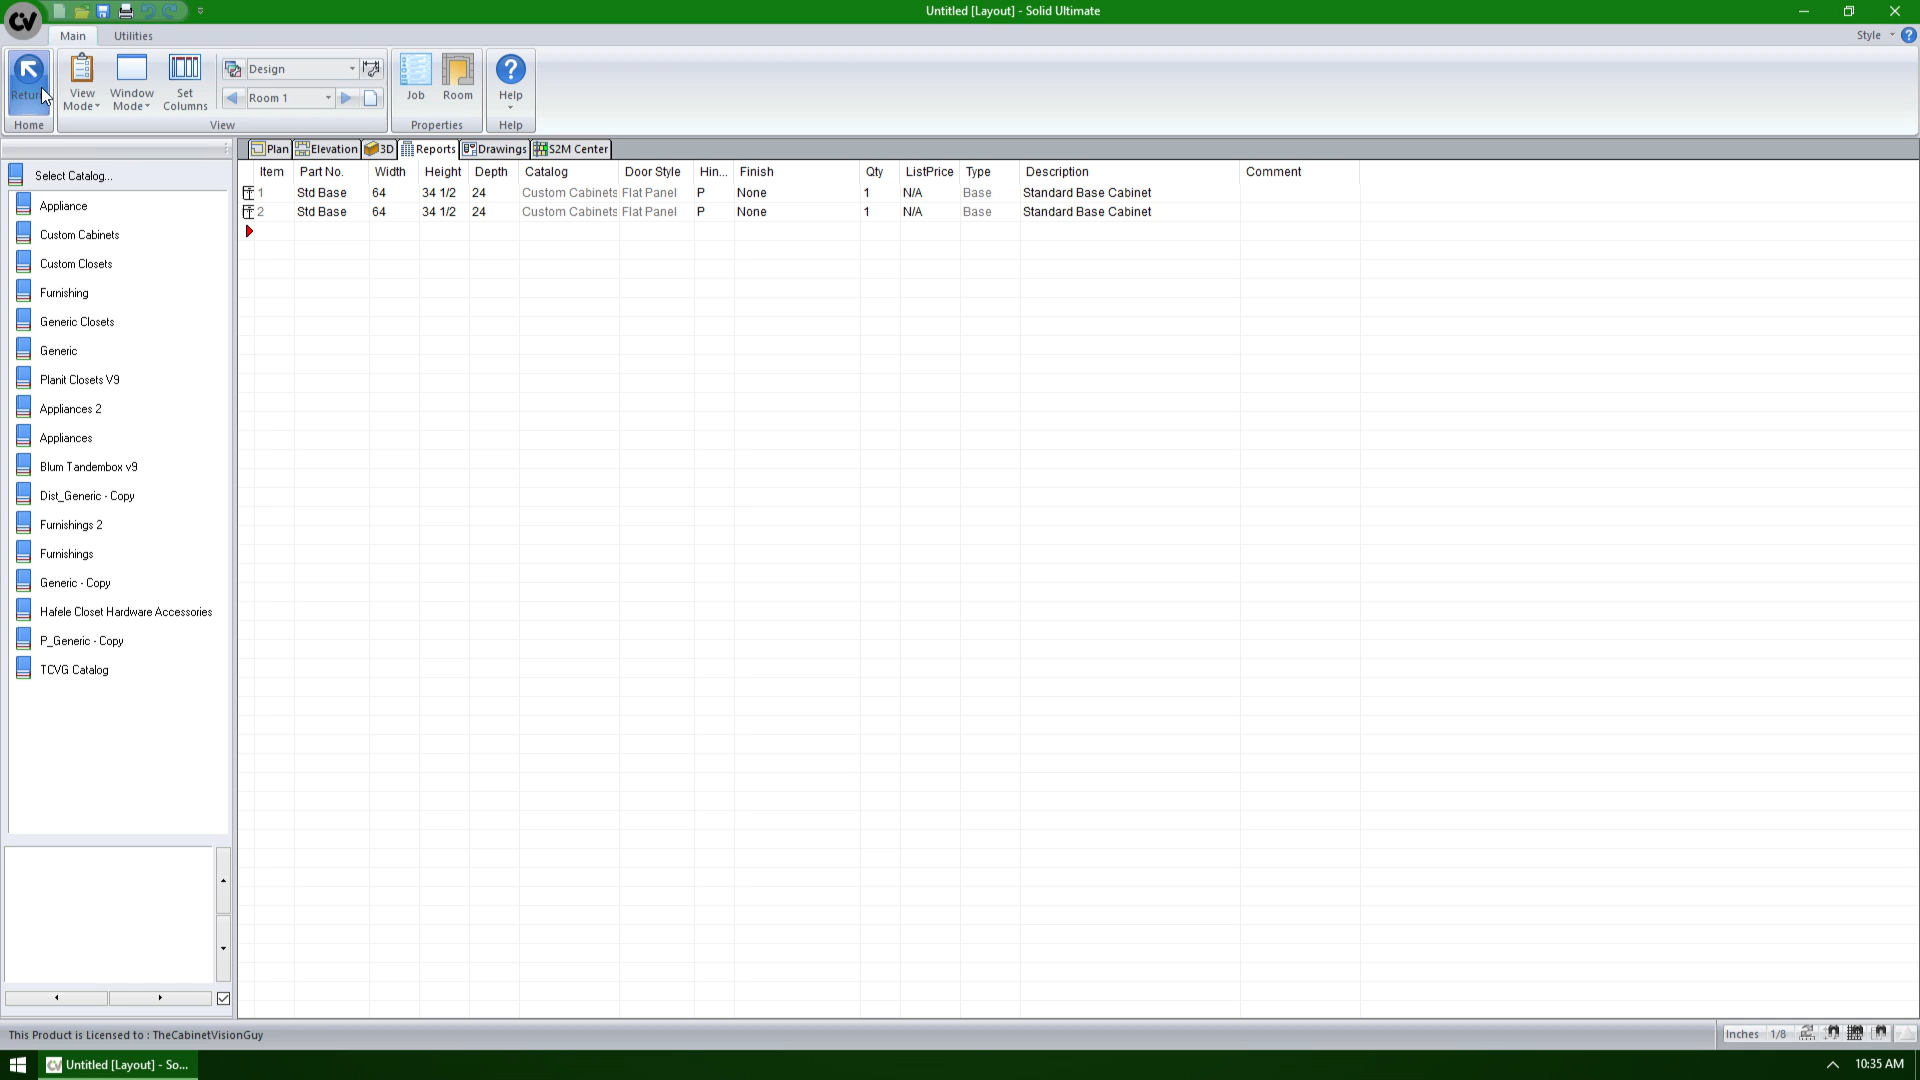 CV
Untitled [Layout] - Solid Ultimate
Main Utilities Style
Return
View Mode
Window Mode
Set Columns
Design
Room 1
Job Room
Help
Home View Properties Help
Plan Elevation 3D Reports Drawings S2M Center
Select Catalog...
Appliance
Custom Cabinets
Custom Closets
Furnishing
Generic Closets
Generic
Planit Closets V9
Appliances 2
Appliances
Blum Tandembox v9
Dist_Generic - Copy
Furnishings 2
Furnishings
Generic - Copy
Hafele Closet Hardware Accessories
P_Generic - Copy
TCVG Catalog
Item Part No. Width Height Depth Catalog Door Style Hin... Finish Qty ListPrice Type Description Comment
1 Std Base 64 34 1/2 24 Custom Cabinets Flat Panel P None 1 N/A Base Standard Base Cabinet
2 Std Base 64 34 1/2 24 Custom Cabinets Flat Panel P None 1 N/A Base Standard Base Cabinet
This Product is Licensed to : TheCabinetVisionGuy
Inches 1/8
Untitled [Layout] - So...
10:35 AM